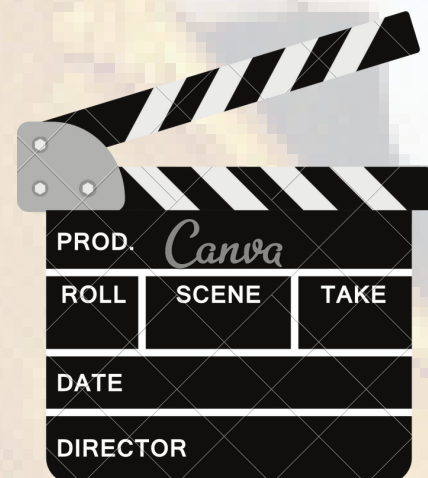 PROD.
Canva
ROLL SCENE TAKE
DATE
DIRECTOR